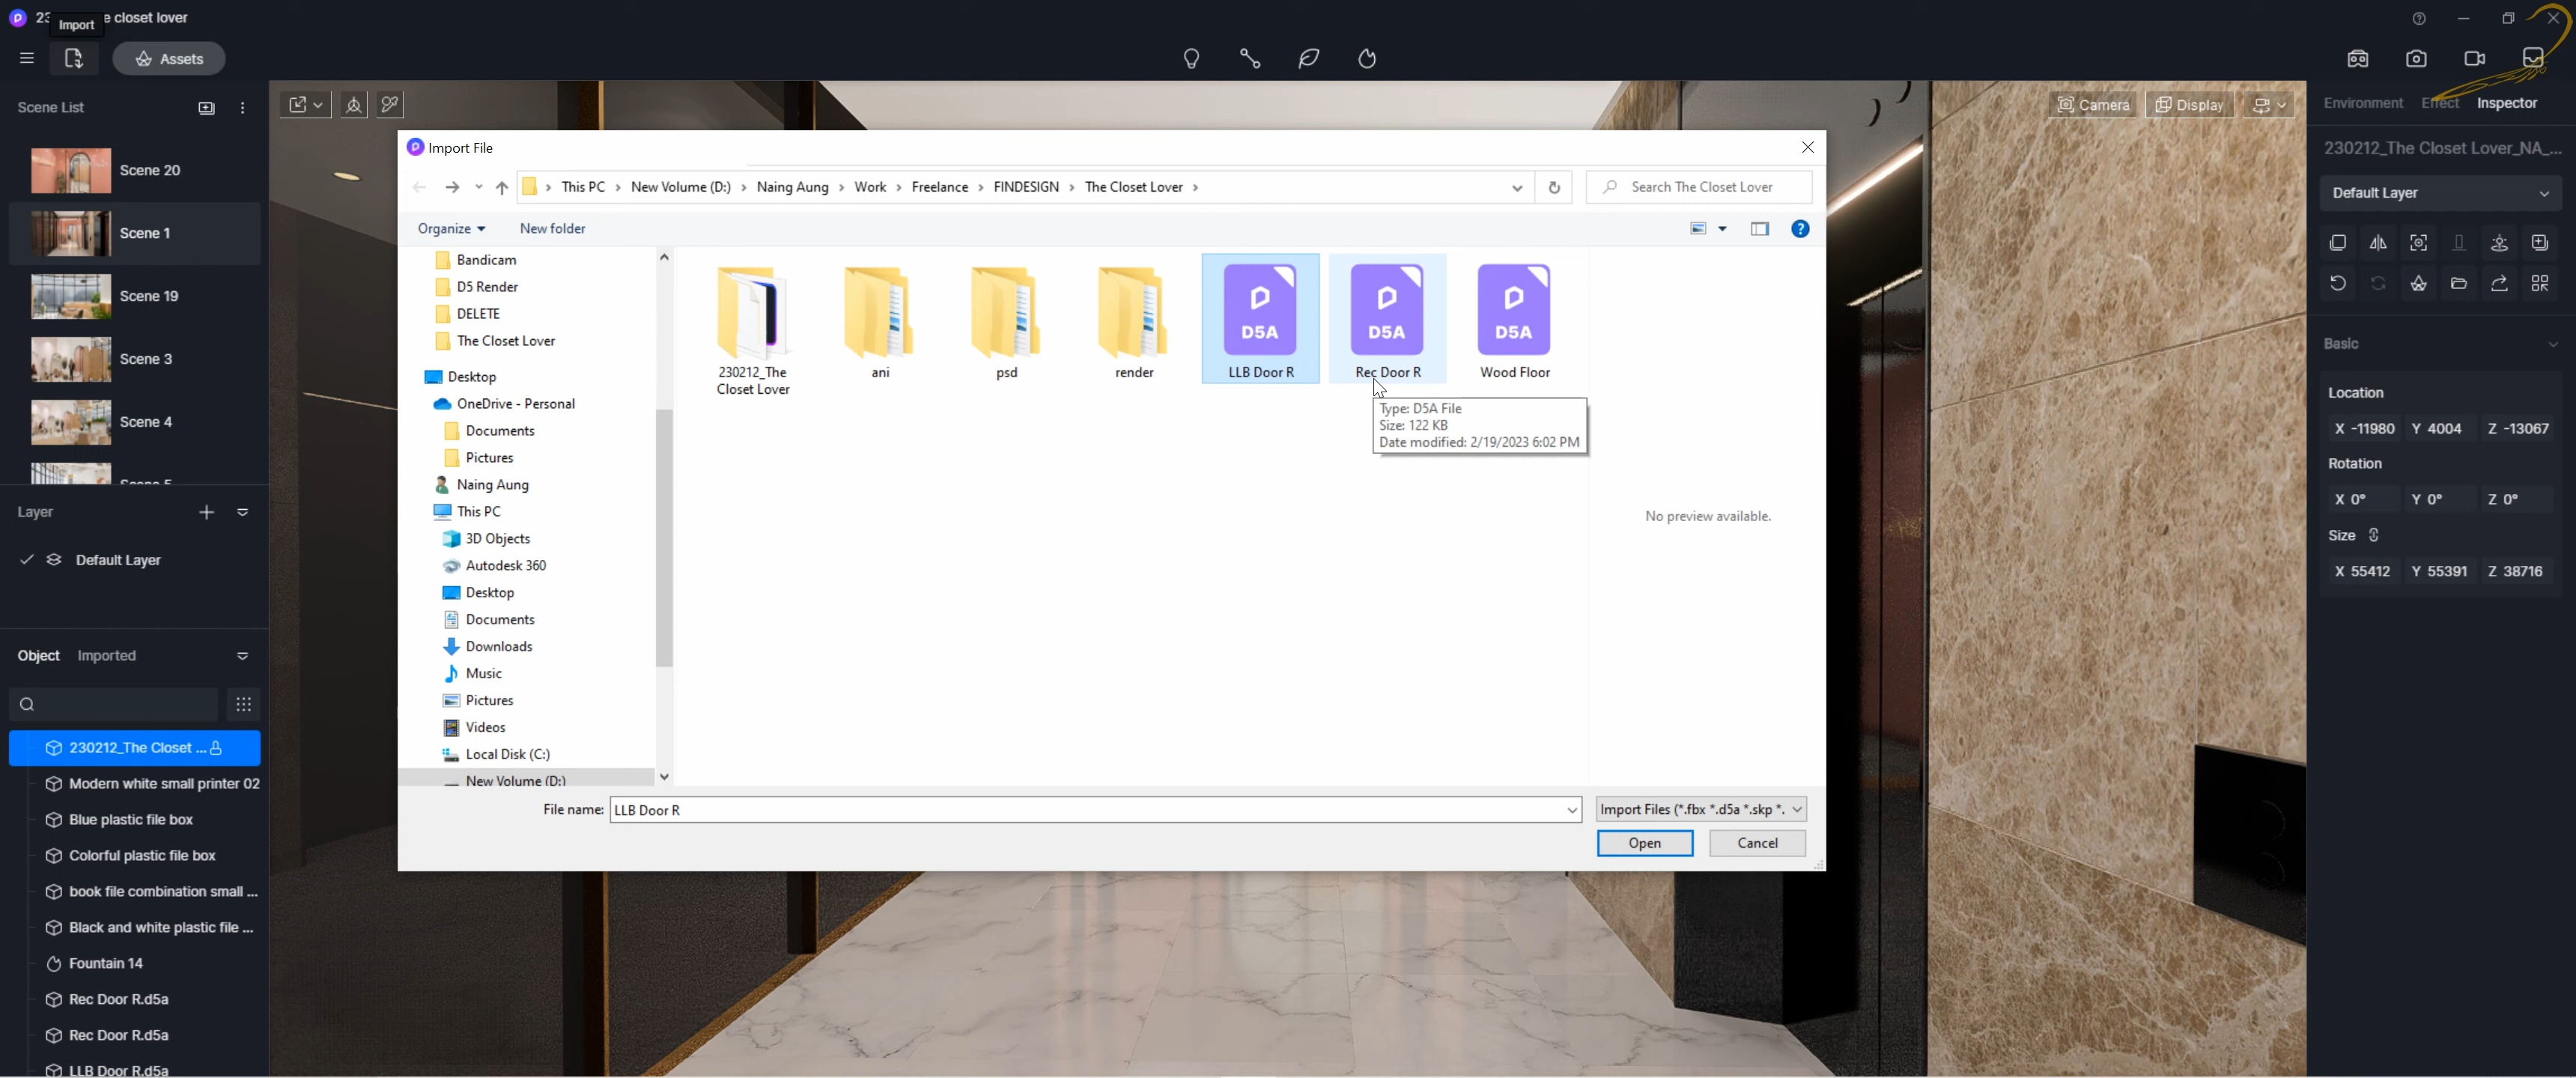 23
e closet lover
Import
Assets
Scene List
Scene 20
Scene 1
Scene 19
Scene 3
Scene 4
Layer
Default Layer
Object Imported
230212_The Closet ...
Modern white small printer 02
Blue plastic file box
Colorful plastic file box
book file combination small ...
Black and white plastic file ...
Fountain 14
Rec Door R.d5a
Rec Door R.d5a
LLB Door R.d5a
Camera
Display
Import File
This PC › New Volume (D:) › Naing Aung › Work › Freelance › FINDESIGN › The Closet Lover ›
Search The Closet Lover
Organize
New folder
Bandicam
D5 Render
DELETE
The Closet Lover
Desktop
OneDrive - Personal
Documents
Pictures
Naing Aung
This PC
3D Objects
Autodesk 360
Desktop
Documents
Downloads
Music
Pictures
Videos
Local Disk (C:)
New Volume (D:)
230212_The
Closet Lover
ani
psd
render
D5A
LLB Door R
D5A
Rec Door R
D5A
Wood Floor
Type: D5A File
Size: 122 KB
Date modified: 2/19/2023 6:02 PM
No preview available.
File name: LLB Door R
Import Files (*.fbx *.d5a *.skp *.
Open
Cancel
Environment Effect Inspector
230212_The Closet Lover_NA_...
Default Layer
Basic
Location
X -11980 Y 4004 Z -13067
Rotation
X 0° Y 0° Z 0°
Size
X 55412 Y 55391 Z 38716